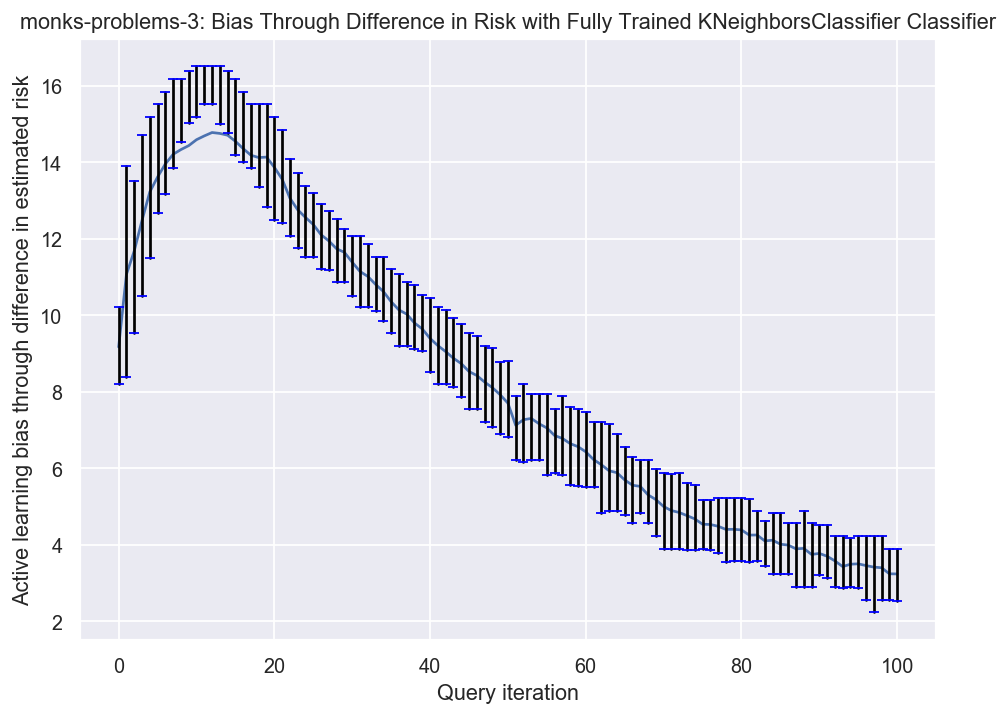 monks-problems-3: Bias Through Difference in Risk with Fully Trained KNeighborsClassifier Classifier
Active learning bias through difference in estimated risk
16
14
12
10
8
6
4
2
0 20 40 60 80 100
Query iteration